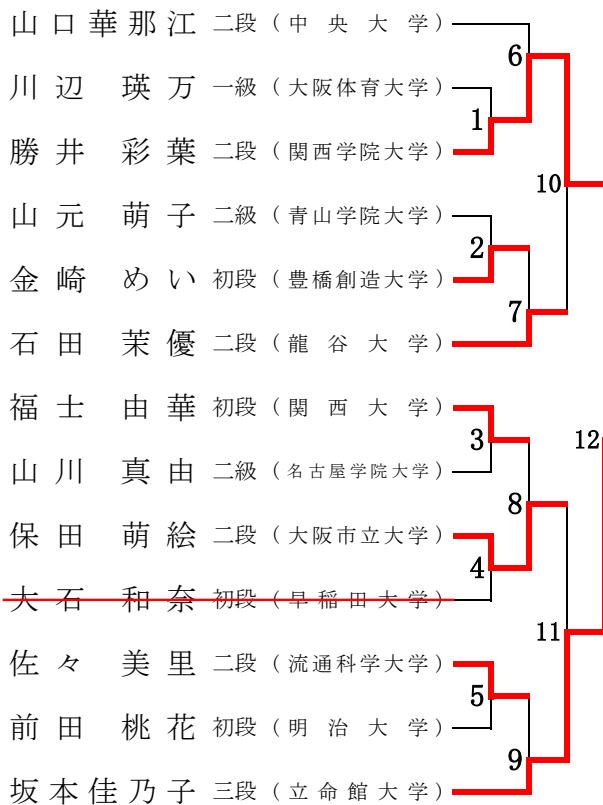 山口華那江 二段 (中央大学)
6
川辺 瑛万 一級 (大阪体育大学)
1
勝井 彩葉 二段 (関西学院大学)
10
山元 萌子 二級 (青山学院大学)
2
金崎 めい 初段 (豊橋創造大学)
7
石田 茉優 二段 (龍谷大学)
福士 由華 初段 (関西大学)
3
12
山川 真由 二級 (名古屋学院大学)
8
保田 萌絵 二段 (大阪市立大学)
4
大石 和奈 初段 (早稲田大学)
11
佐々 美里 二段 (流通科学大学)
5
前田 桃花 初段 (明治大学)
9
坂本佳乃子 三段 (立命館大学)